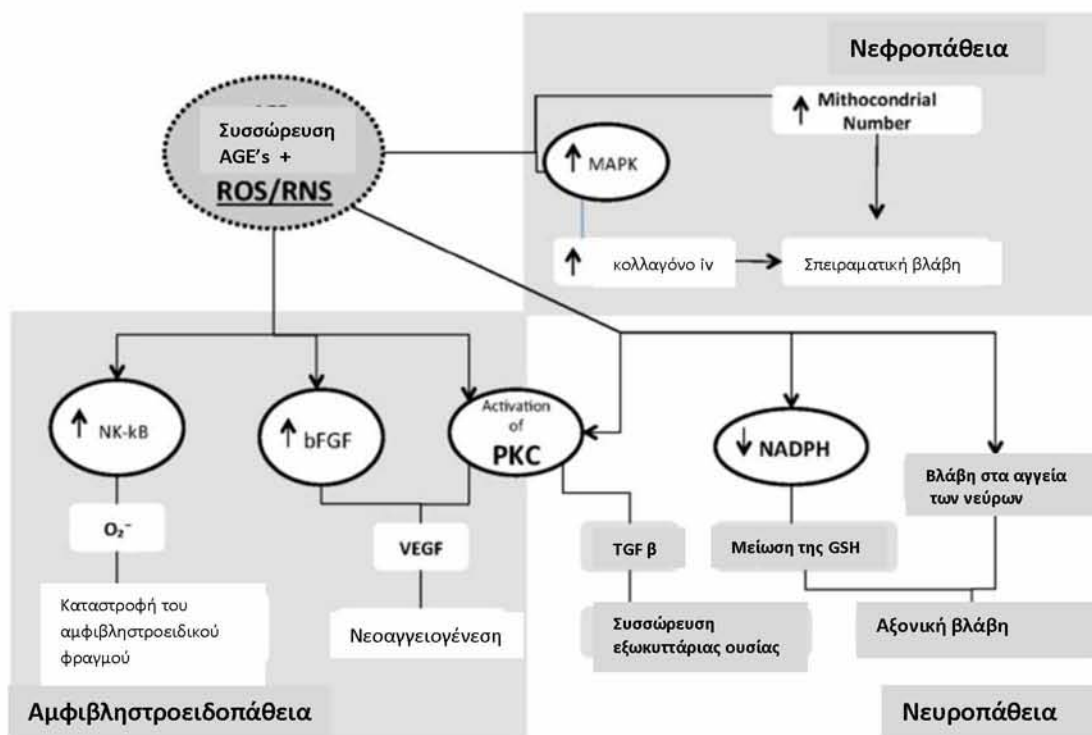 Νεφροπάθεια
↑ Mithocondrial
Number
Συσσώρευση
AGE's +
ROS/RNS
↑ MAPK
↑ κολλαγόνο iv
Σπειραματική βλάβη
↑ NK-kB
↑ bFGF
Activation
of
PKC
↓ NADPH
Βλάβη στα αγγεία
των νεύρων
O₂⁻
VEGF
TGF β
Μείωση της GSH
Καταστροφή του
αμφιβληστροειδικού
φραγμού
Νεοαγγειογένεση
Συσσώρευση
εξωκυττάριας ουσίας
Αξονική βλάβη
Αμφιβληστροειδοπάθεια
Νευροπάθεια